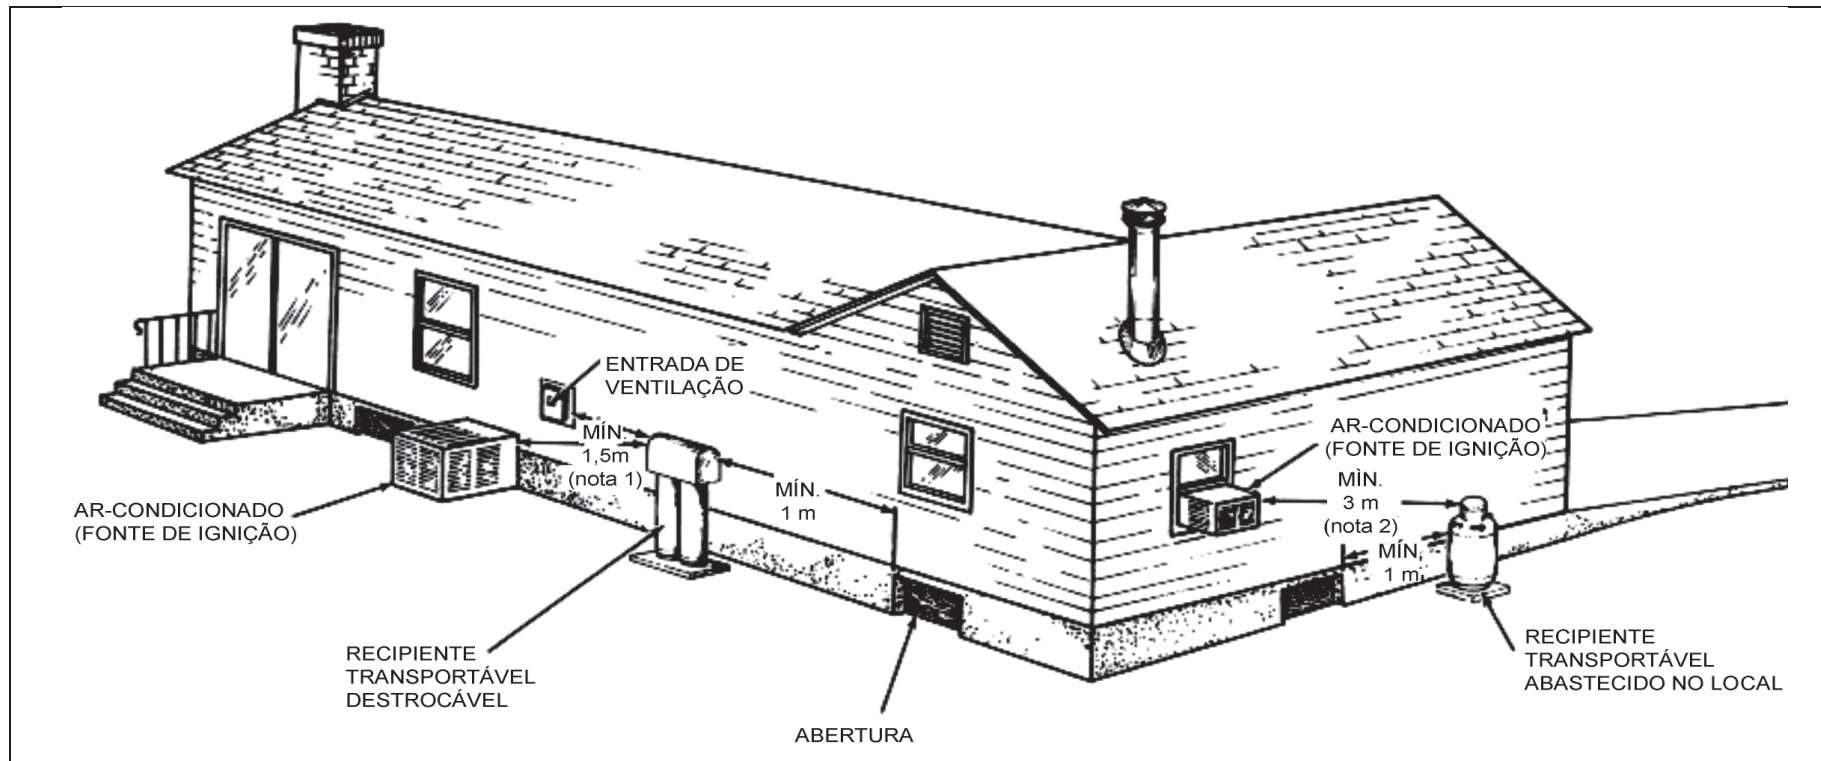 ENTRADA DE
VENTILAÇÃO
MÍN.
1,5m
(nota 1)
MÍN.
1 m
AR-CONDICIONADO
(FONTE DE IGNIÇÃO)
AR-CONDICIONADO
(FONTE DE IGNIÇÃO)
MÌN.
3 m
(nota 2)
MÍN.
1 m
RECIPIENTE
TRANSPORTÁVEL
DESTROCÁVEL
ABERTURA
RECIPIENTE
TRANSPORTÁVEL
ABASTECIDO NO LOCAL